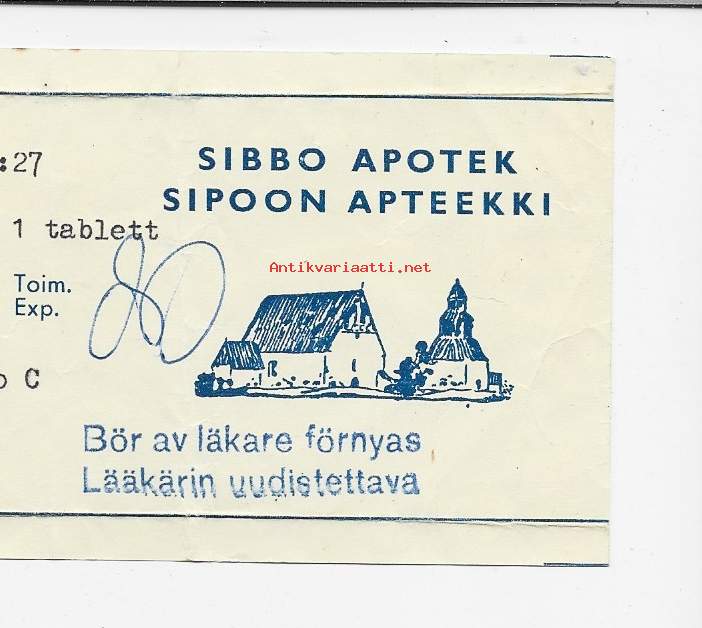 :27
SIBBO APOTEK
SIPOON APTEEKKI
1 tablett
Antikvariaatti.net
Toim.
Exp.
C
Bör av läkare förnyas
Lääkärin uudistettava